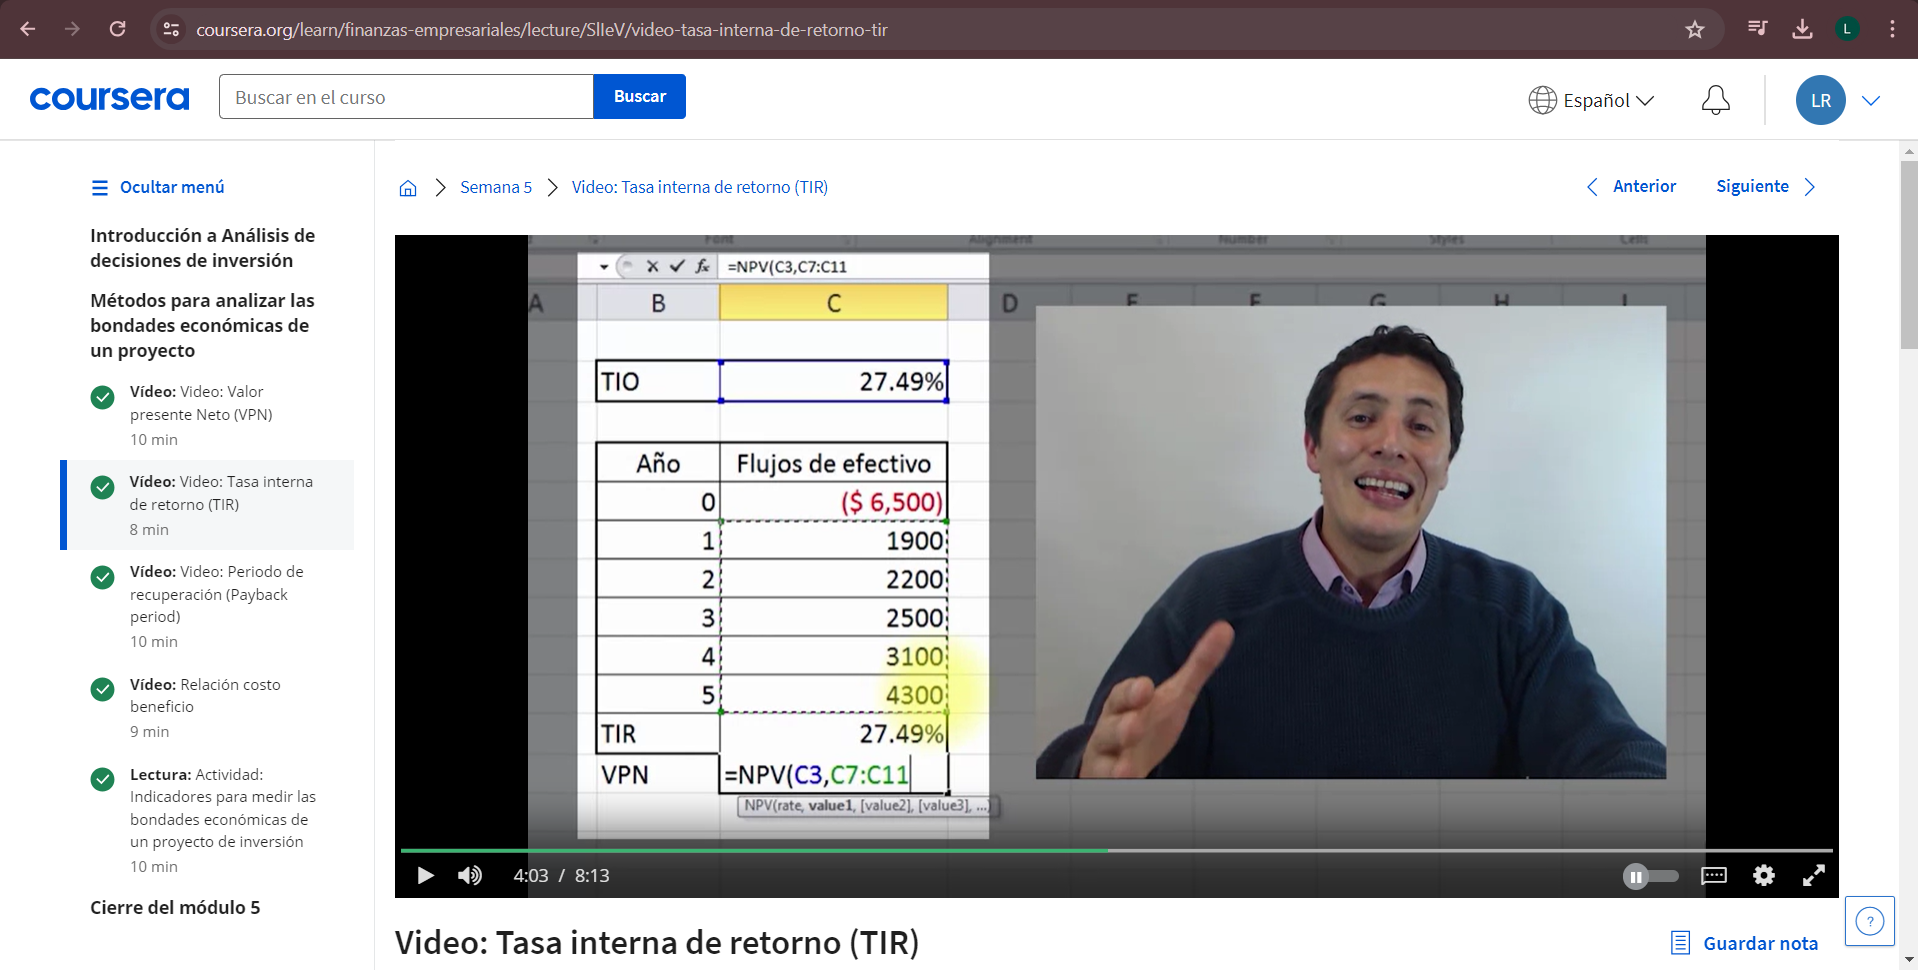 coursera.org/learn/finanzas-empresariales/lecture/SlIeV/video-tasa-interna-de-retorno-tir
L
coursera
Buscar en el curso
Buscar
Español
LR
Ocultar menú
Introducción a Análisis de
decisiones de inversión
Métodos para analizar las
bondades económicas de
un proyecto
Vídeo: Video: Valor
presente Neto (VPN)
10 min
Vídeo: Video: Tasa interna
de retorno (TIR)
8 min
Vídeo: Video: Periodo de
recuperación (Payback
period)
10 min
Vídeo: Relación costo
beneficio
9 min
Lectura: Actividad:
Indicadores para medir las
bondades económicas de
un proyecto de inversión
10 min
Cierre del módulo 5
Semana 5
Video: Tasa interna de retorno (TIR)
Anterior
Siguiente
Font Alignment Number Styles Cells
fx =NPV(C3,C7:C11
A B C D E F G H I
TIO 27.49%
Año Flujos de efectivo
0 ($ 6,500)
1 1900
2 2200
3 2500
4 3100
5 4300
TIR 27.49%
VPN =NPV(C3,C7:C11
NPV(rate, value1, [value2], [value3], ...)
4:03 / 8:13
Video: Tasa interna de retorno (TIR)
Guardar nota
?